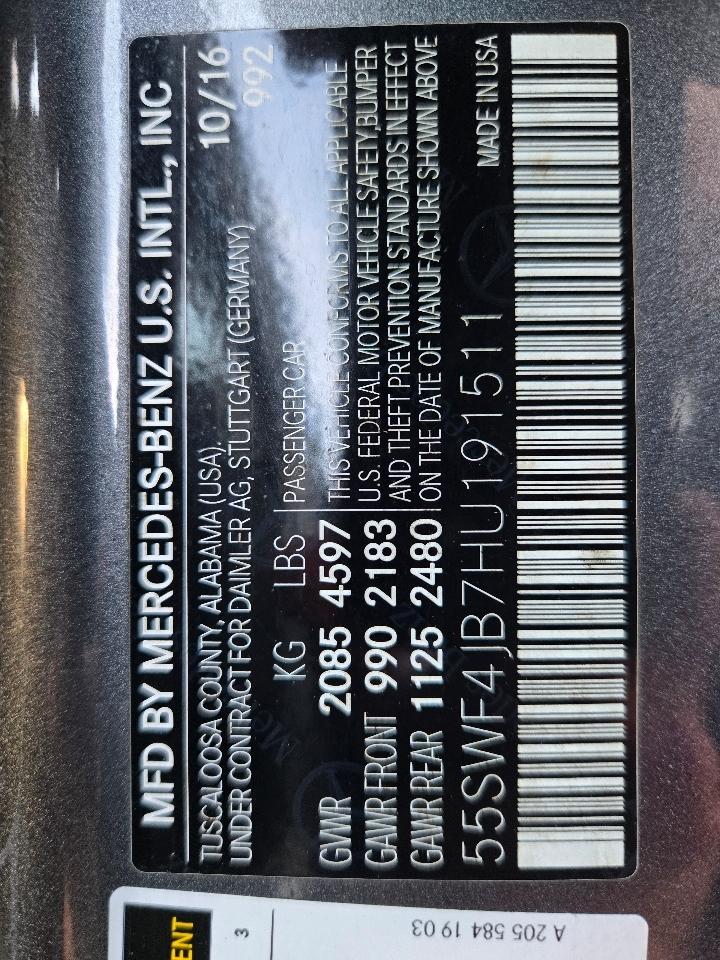 MFD BY MERCEDES-BENZ U.S. INTL., INC
TUSCALOOSA COUNTY, ALABAMA (USA), 10/16
UNDER CONTRACT FOR DAIMLER AG, STUTTGART (GERMANY) 992
KG LBS PASSENGER CAR
GVWR 2085 4597 THIS VEHICLE CONFORMS TO ALL APPLICABLE
GAWR FRONT 990 2183 U.S. FEDERAL MOTOR VEHICLE SAFETY,BUMPER
GAWR REAR 1125 2480 AND THEFT PREVENTION STANDARDS IN EFFECT
ON THE DATE OF MANUFACTURE SHOWN ABOVE
55SWF4JB7HU191511 MADE IN USA
ENT
3
A 205 584 19 03